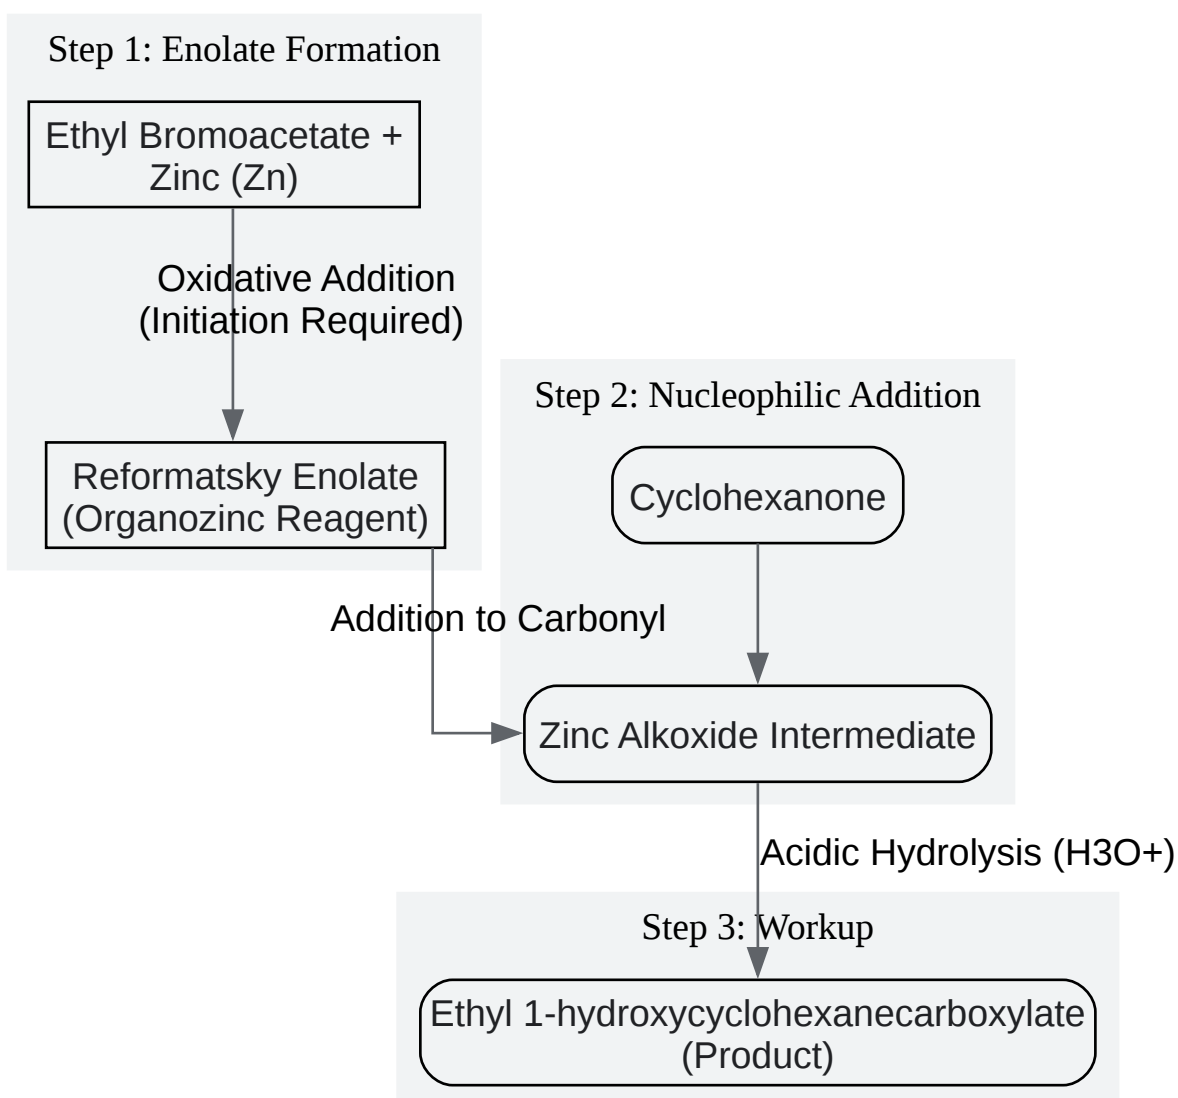 Step 1: Enolate Formation
Ethyl Bromoacetate +
Zinc (Zn)
Oxidative Addition
(Initiation Required)
Reformatsky Enolate
(Organozinc Reagent)
Step 2: Nucleophilic Addition
Cyclohexanone
Addition to Carbonyl
Zinc Alkoxide Intermediate
Acidic Hydrolysis (H3O+)
Step 3: Workup
Ethyl 1-hydroxycyclohexanecarboxylate
(Product)